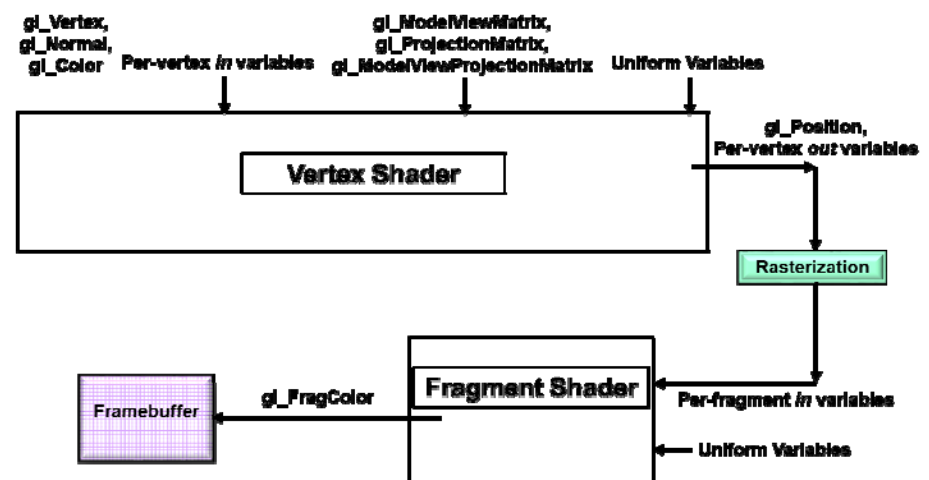 gl_Vertex,
gl_Normal,
gl_Color
Per-vertex in variables
gl_ModelViewMatrix,
gl_ProjectionMatrix,
gl_ModelViewProjectionMatrix
Uniform Variables
Vertex Shader
gl_Position,
Per-vertex out variables
Rasterization
Fragment Shader
Per-fragment in variables
Uniform Variables
gl_FragColor
Framebuffer